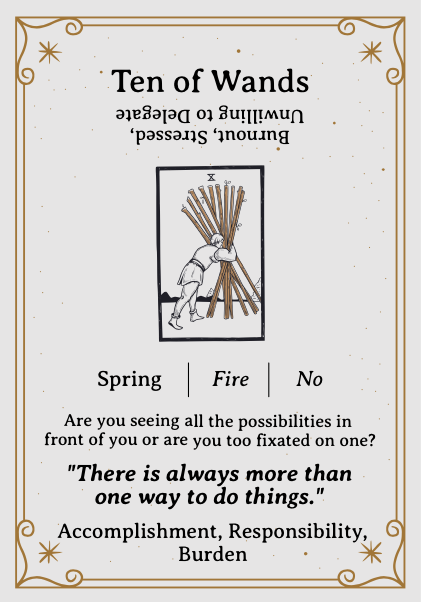 Ten of Wands
Burnout, Stressed,
Unwilling to Delegate
X
Spring | Fire | No
Are you seeing all the possibilities in
front of you or are you too fixated on one?
"There is always more than
one way to do things."
Accomplishment, Responsibility,
Burden